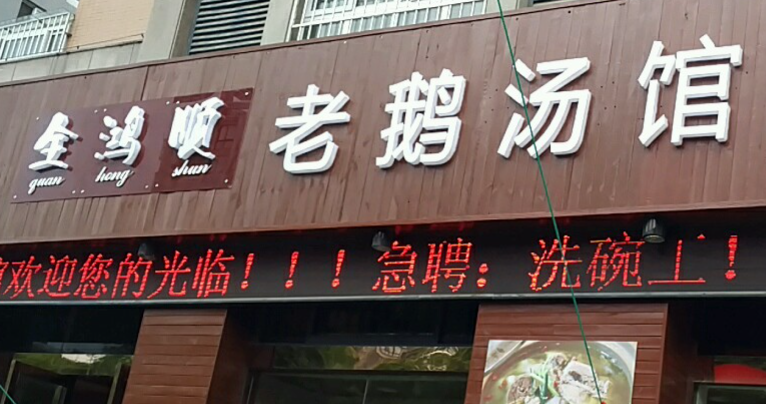 全鸿顺 老鹅汤馆
quan hong shun
欢迎您的光临！！！急聘：洗碗工！